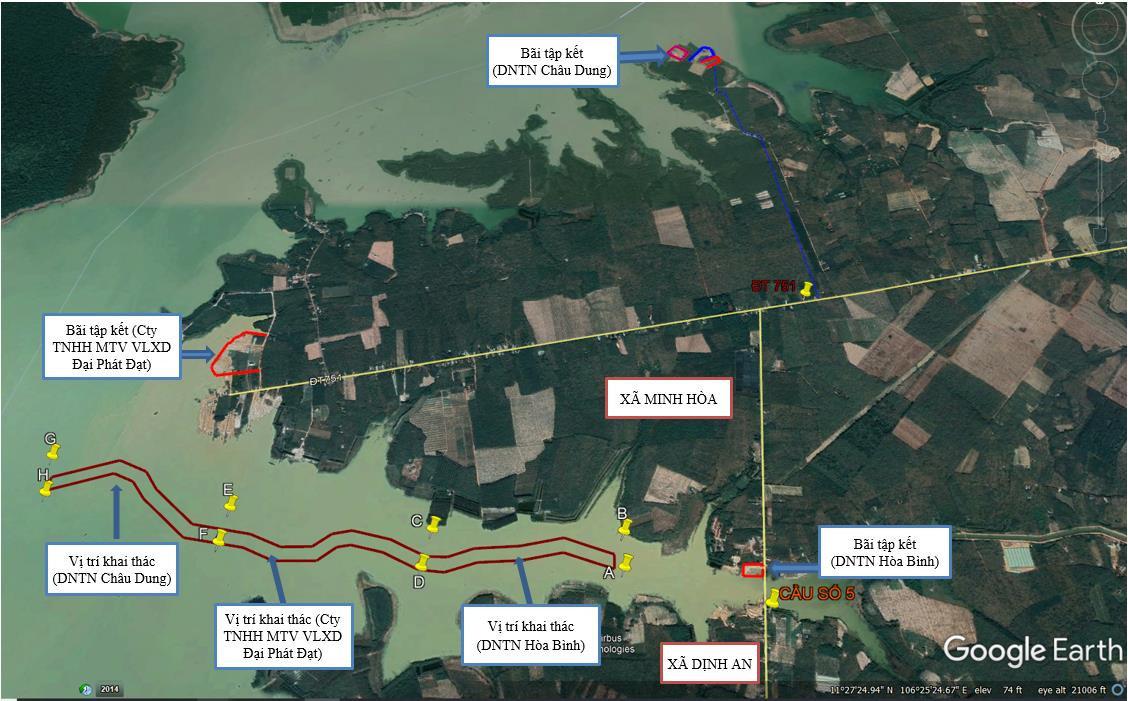 Bãi tập kết
(DNTN Châu Dung)
ĐT 751
Bãi tập kết (Cty
TNHH MTV VLXD
Đại Phát Đạt)
ĐT751
XÃ MINH HÒA
G
H
E
F
C
D
B
A
Vị trí khai thác
(DNTN Châu Dung)
Vị trí khai thác (Cty
TNHH MTV VLXD
Đại Phát Đạt)
Vị trí khai thác
(DNTN Hòa Bình)
Bãi tập kết
(DNTN Hòa Bình)
CẦU SỐ 5
XÃ DỊNH AN
Google Earth
2014
11°27'24.94" N 106°25'24.67" E elev 74 ft eye alt 21006 ft